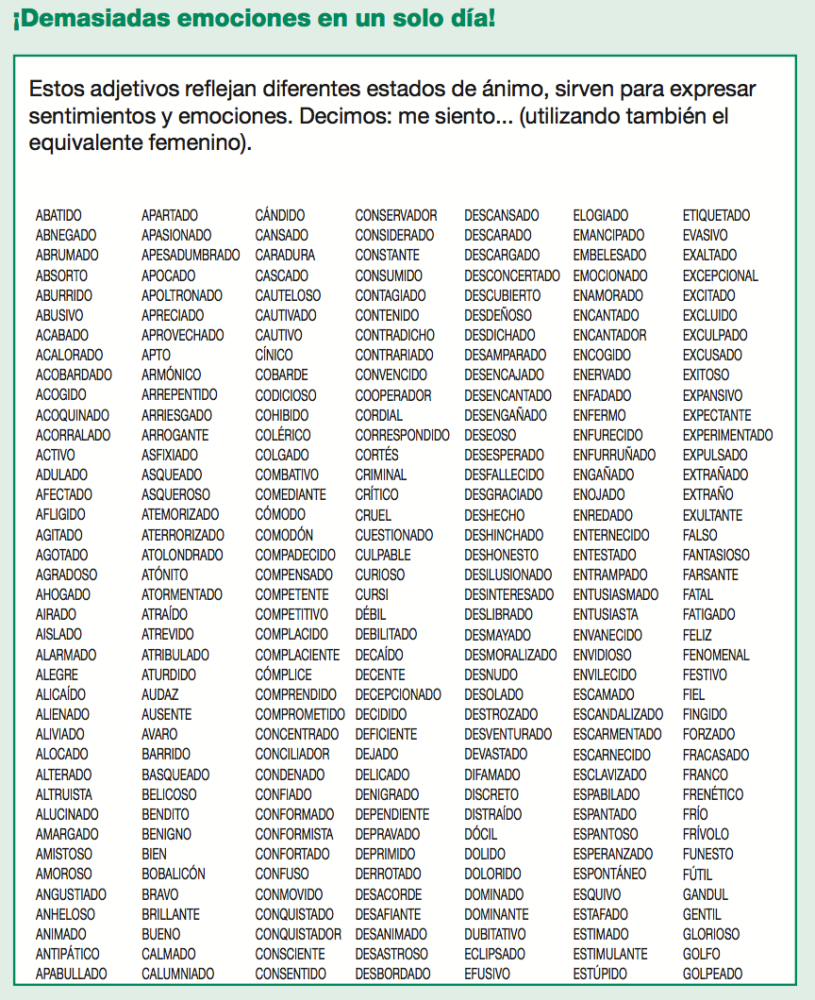 ¡Demasiadas emociones en un solo día!
Estos adjetivos reflejan diferentes estados de ánimo, sirven para expresar
sentimientos y emociones. Decimos: me siento... (utilizando también el
equivalente femenino).
ABATIDO APARTADO CÁNDIDO CONSERVADOR DESCANSADO ELOGIADO ETIQUETADO
ABNEGADO APASIONADO CANSADO CONSIDERADO DESCARADO EMANCIPADO EVASIVO
ABRUMADO APESADUMBRADO CARADURA CONSTANTE DESCARGADO EMBELESADO EXALTADO
ABSORTO APOCADO CASCADO CONSUMIDO DESCONCERTADO EMOCIONADO EXCEPCIONAL
ABURRIDO APOLTRONADO CAUTELOSO CONTAGIADO DESCUBIERTO ENAMORADO EXCITADO
ABUSIVO APRECIADO CAUTIVADO CONTENIDO DESDEÑOSO ENCANTADO EXCLUIDO
ACABADO APROVECHADO CAUTIVO CONTRADICHO DESDICHADO ENCANTADOR EXCULPADO
ACALORADO APTO CÍNICO CONTRARIADO DESAMPARADO ENCOGIDO EXCUSADO
ACOBARDADO ARMÓNICO COBARDE CONVENCIDO DESENCAJADO ENERVADO EXITOSO
ACOGIDO ARREPENTIDO CODICIOSO COOPERADOR DESENCANTADO ENFADADO EXPANSIVO
ACOQUINADO ARRIESGADO COHIBIDO CORDIAL DESENGAÑADO ENFERMO EXPECTANTE
ACORRALADO ARROGANTE COLÉRICO CORRESPONDIDO DESEOSO ENFURECIDO EXPERIMENTADO
ACTIVO ASFIXIADO COLGADO CORTÉS DESESPERADO ENFURRUÑADO EXPULSADO
ADULADO ASQUEADO COMBATIVO CRIMINAL DESFALLECIDO ENGAÑADO EXTRAÑADO
AFECTADO ASQUEROSO COMEDIANTE CRÍTICO DESGRACIADO ENOJADO EXTRAÑO
AFLIGIDO ATEMORIZADO CÓMODO CRUEL DESHECHO ENREDADO EXULTANTE
AGITADO ATERRORIZADO COMODÓN CUESTIONADO DESHINCHADO ENTERNECIDO FALSO
AGOTADO ATOLONDRADO COMPADECIDO CULPABLE DESHONESTO ENTESTADO FANTASIOSO
AGRADOSO ATÓNITO COMPENSADO CURIOSO DESILUSIONADO ENTRAMPADO FARSANTE
AHOGADO ATORMENTADO COMPETENTE CURSI DESINTERESADO ENTUSIASMADO FATAL
AIRADO ATRAÍDO COMPETITIVO DÉBIL DESLIBRADO ENTUSIASTA FATIGADO
AISLADO ATREVIDO COMPLACIDO DEBILITADO DESMAYADO ENVANECIDO FELIZ
ALARMADO ATRIBULADO COMPLACIENTE DECAÍDO DESMORALIZADO ENVIDIOSO FENOMENAL
ALEGRE ATURDIDO CÓMPLICE DECENTE DESNUDO ENVILECIDO FESTIVO
ALICAÍDO AUDAZ COMPRENDIDO DECEPCIONADO DESOLADO ESCAMADO FIEL
ALIENADO AUSENTE COMPROMETIDO DECIDIDO DESTROZADO ESCANDALIZADO FINGIDO
ALIVIADO AVARO CONCENTRADO DEFICIENTE DESVENTURADO ESCARMENTADO FORZADO
ALOCADO BARRIDO CONCILIADOR DEJADO DEVASTADO ESCARNECIDO FRACASADO
ALTERADO BASQUEADO CONDENADO DELICADO DIFAMADO ESCLAVIZADO FRANCO
ALTRUISTA BELICOSO CONFIADO DENIGRADO DISCRETO ESPABILADO FRENÉTICO
ALUCINADO BENDITO CONFORMADO DEPENDIENTE DISTRAÍDO ESPANTADO FRÍO
AMARGADO BENIGNO CONFORMISTA DEPRAVADO DÓCIL ESPANTOSO FRÍVOLO
AMISTOSO BIEN CONFORTADO DEPRIMIDO DOLIDO ESPERANZADO FUNESTO
AMOROSO BOBALICÓN CONFUSO DERROTADO DOLORIDO ESPONTÁNEO FÚTIL
ANGUSTIADO BRAVO CONMOVIDO DESACORDE DOMINADO ESQUIVO GANDUL
ANHELOSO BRILLANTE CONQUISTADO DESAFIANTE DOMINANTE ESTAFADO GENTIL
ANIMADO BUENO CONQUISTADOR DESANIMADO DUBITATIVO ESTIMADO GLORIOSO
ANTIPÁTICO CALMADO CONSCIENTE DESASTROSO ECLIPSADO ESTIMULANTE GOLFO
APABULLADO CALUMNIADO CONSENTIDO DESBORDADO EFUSIVO ESTÚPIDO GOLPEADO